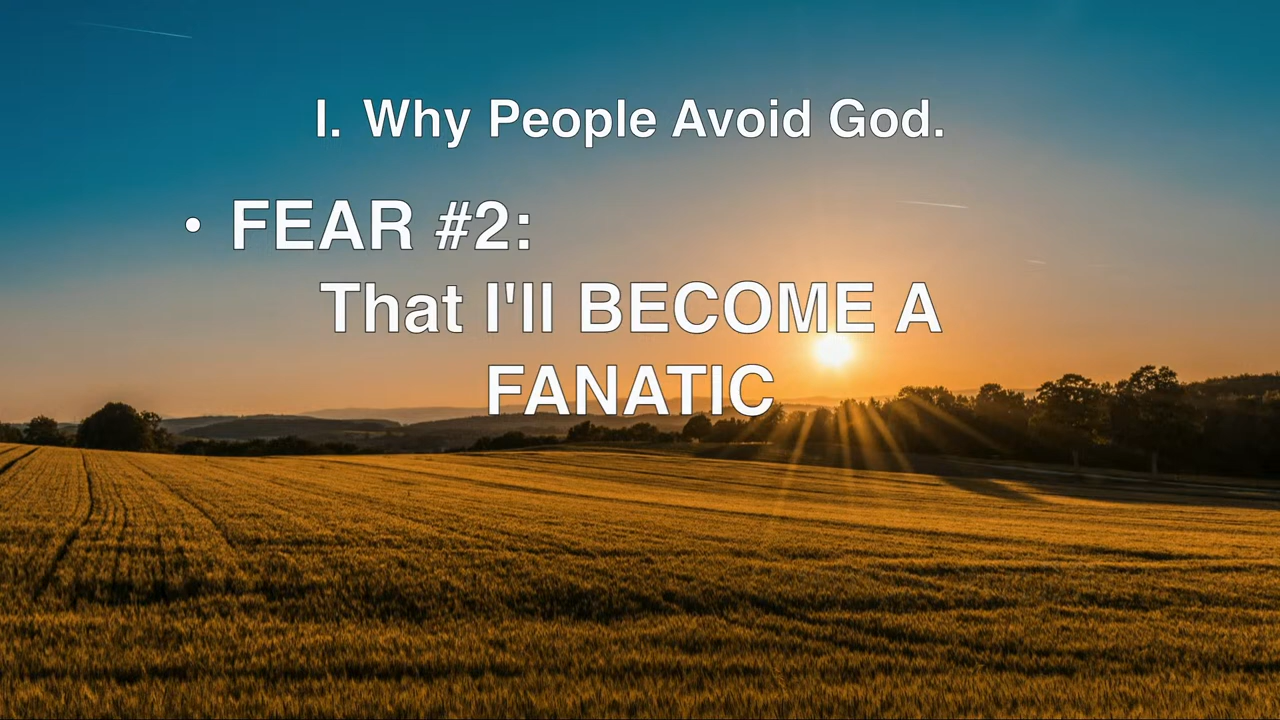 I. Why People Avoid God.
• FEAR #2:
That I'll BECOME A
FANATIC